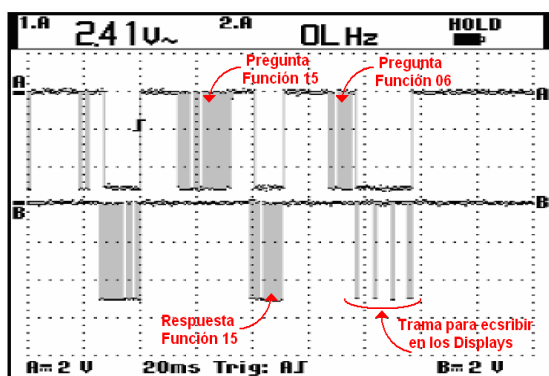 1.A 2.41V~ 2.A 0L Hz HOLD
Pregunta
Función 15
Pregunta
Función 06
A
A
B
B
Respuesta
Función 15
Trama para ecsribir
en los Displays
A= 2 V 20ms Trig: A B= 2 V